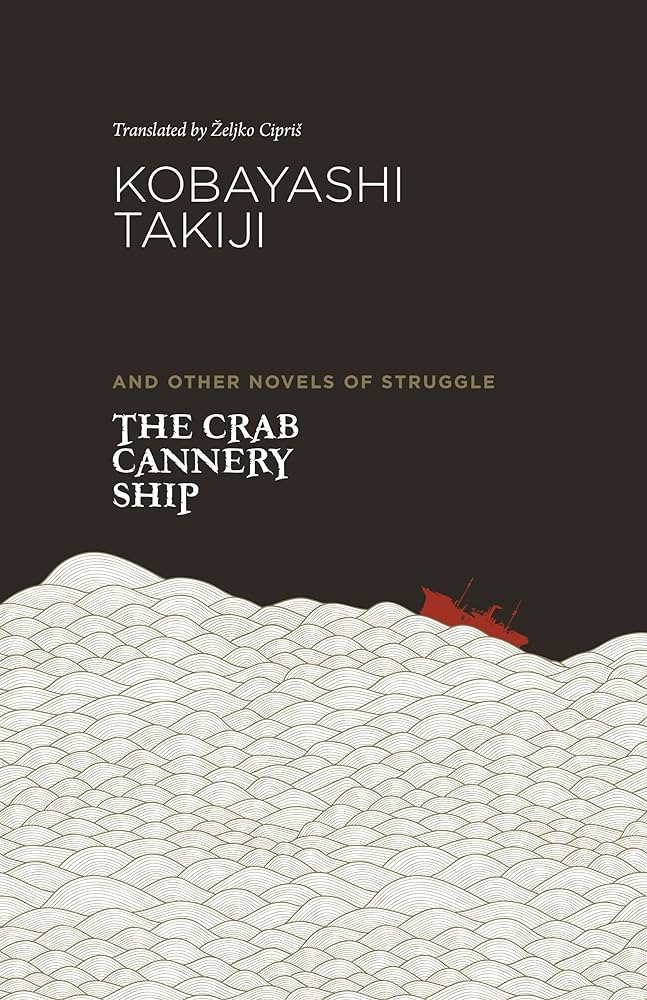 Translated by Željko Cipriš
KOBAYASHI
TAKIJI
AND OTHER NOVELS OF STRUGGLE
THE CRAB
CANNERY
SHIP